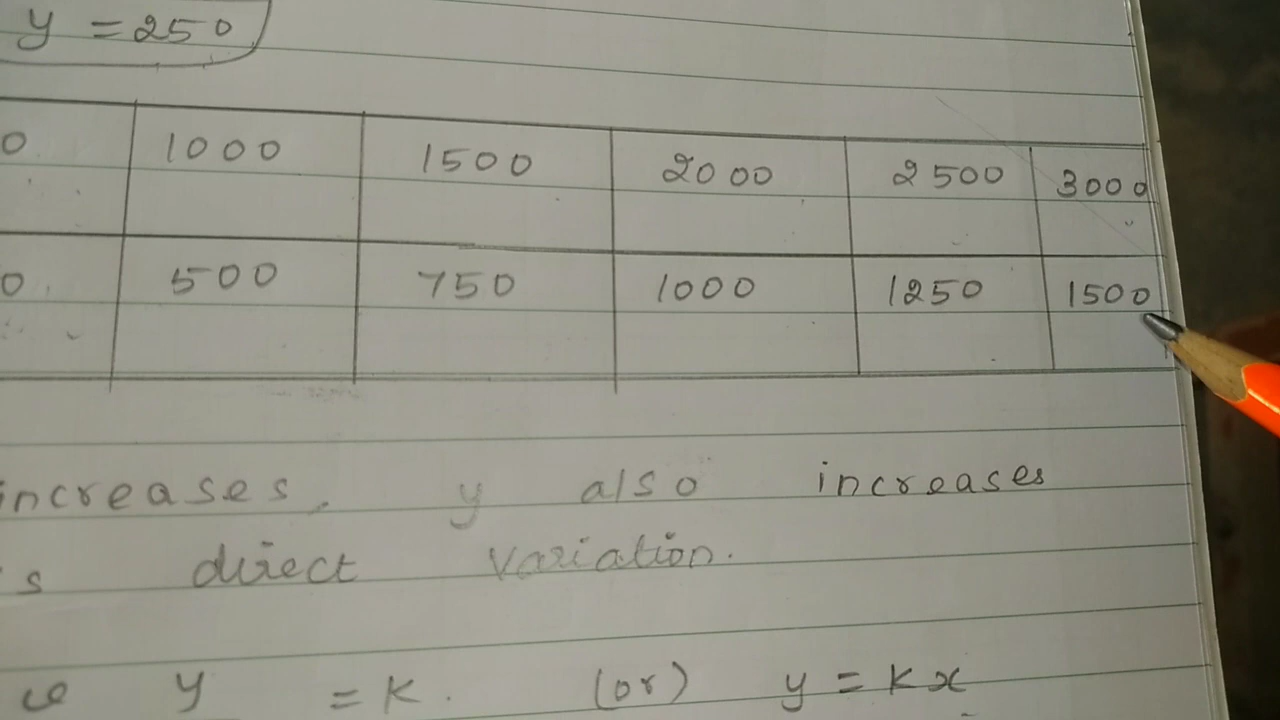 y = 250
0 1000 1500 2000 2500 3000
0 500 750 1000 1250 1500
increases, y also increases
s direct variation.
y = K. (or) y = Kx